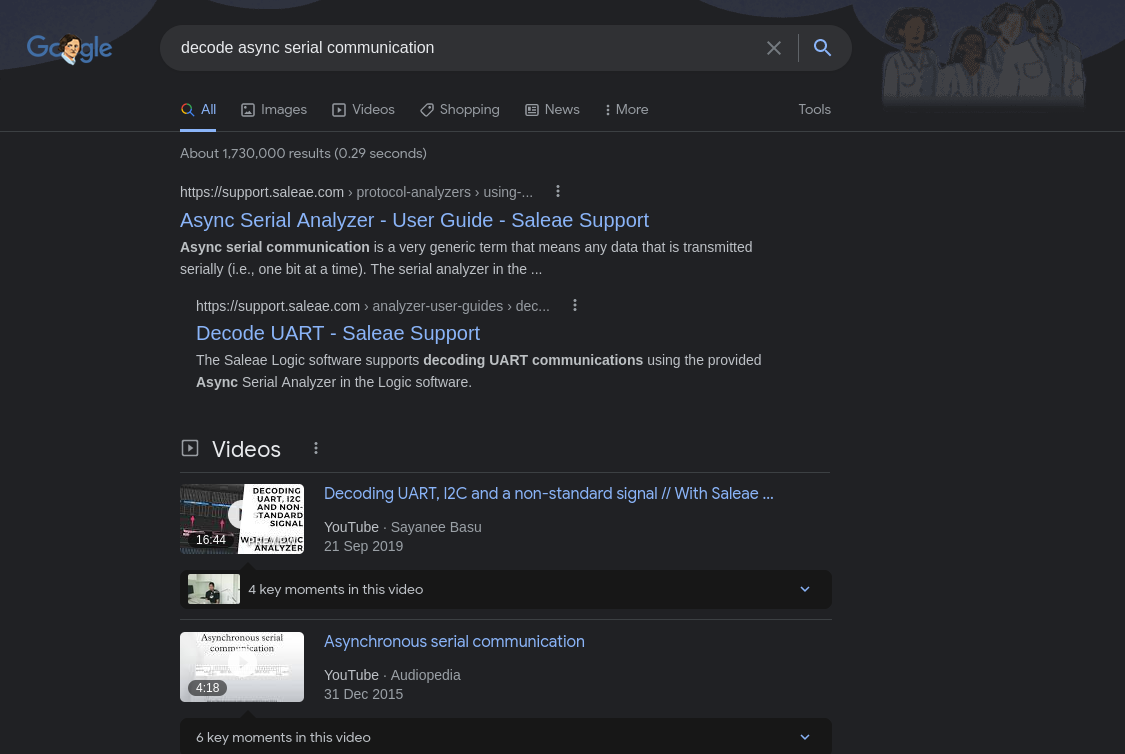 Google
decode async serial communication
All
Images
Videos
Shopping
News
More
Tools
About 1,730,000 results (0.29 seconds)
https://support.saleae.com › protocol-analyzers › using-...
Async Serial Analyzer - User Guide - Saleae Support
Async serial communication is a very generic term that means any data that is transmitted
serially (i.e., one bit at a time). The serial analyzer in the ...
https://support.saleae.com › analyzer-user-guides › dec...
Decode UART - Saleae Support
The Saleae Logic software supports decoding UART communications using the provided
Async Serial Analyzer in the Logic software.
Videos
DECODING
UART, I2C
AND NON-
STANDARD
SIGNAL
WITH A LOGIC
ANALYZER
16:44
Decoding UART, I2C and a non-standard signal // With Saleae ...
YouTube · Sayanee Basu
21 Sep 2019
4 key moments in this video
Asynchronous serial
communication
4:18
Asynchronous serial communication
YouTube · Audiopedia
31 Dec 2015
6 key moments in this video